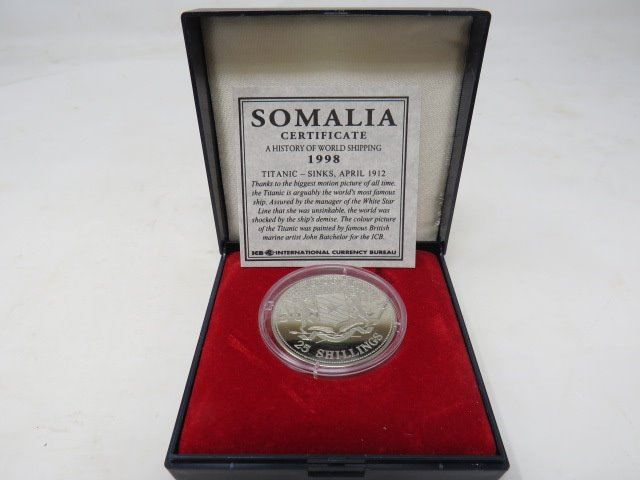 SOMALIA
CERTIFICATE
A HISTORY OF WORLD SHIPPING
1998
TITANIC – SINKS, APRIL 1912
Thanks to the biggest motion picture of all time,
the Titanic is arguably the world's most famous
ship. Assured by the manager of the White Star
Line that she was unsinkable, the world was
shocked by the ship's demise. The colour picture
of the Titanic was painted by famous British
marine artist John Batchelor for the ICB.
ICB INTERNATIONAL CURRENCY BUREAU
25 SHILLINGS